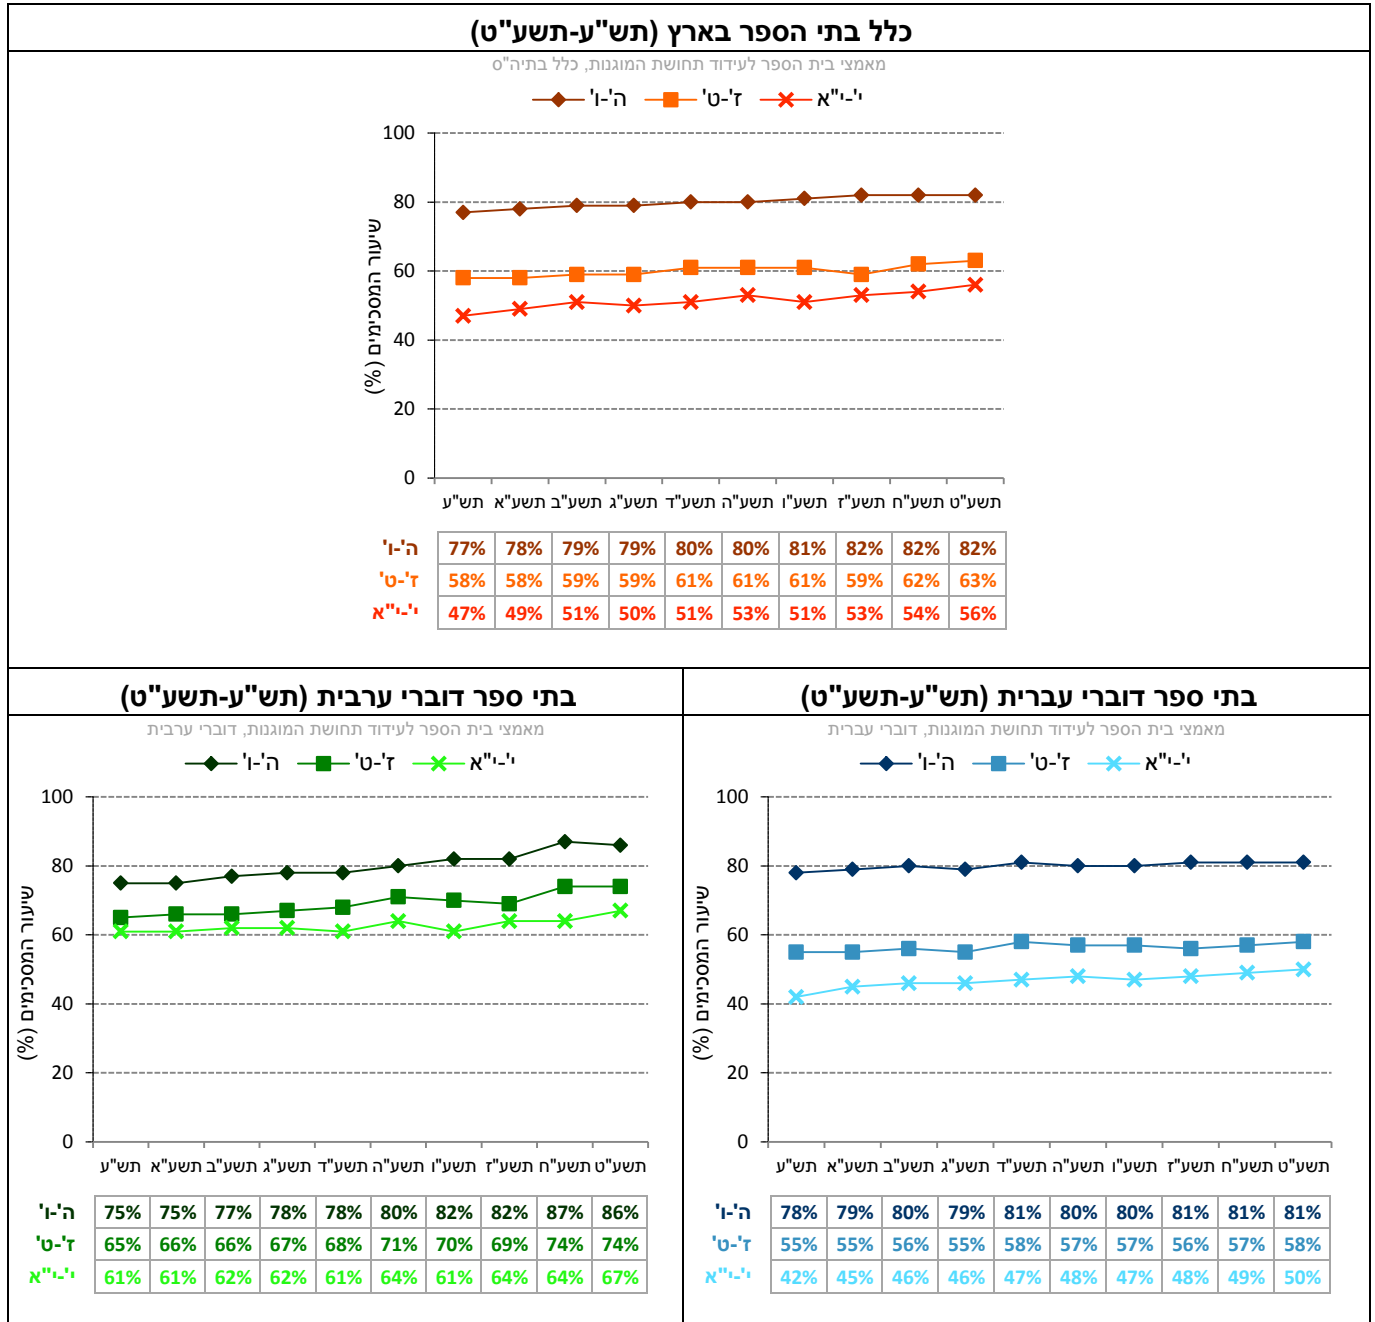 כלל בתי הספר בארץ (תש"ע-תשע"ט)
מאמצי בית הספר לעידוד תחושת המוגנות, כלל בתיה"ס
ה'-ו' ז'-ט' י'-י"א
שיעור המסכימים (%)
100
80
60
40
20
0
תש"ע תשע"א תשע"ב תשע"ג תשע"ד תשע"ה תשע"ו תשע"ז תשע"ח תשע"ט
ה'-ו' 77% 78% 79% 79% 80% 80% 81% 82% 82% 82%
ז'-ט' 58% 58% 59% 59% 61% 61% 61% 59% 62% 63%
י'-י"א 47% 49% 51% 50% 51% 53% 51% 53% 54% 56%
בתי ספר דוברי עברית (תש"ע-תשע"ט)
מאמצי בית הספר לעידוד תחושת המוגנות, דוברי עברית
ה'-ו' ז'-ט' י'-י"א
שיעור המסכימים (%)
100
80
60
40
20
0
תש"ע תשע"א תשע"ב תשע"ג תשע"ד תשע"ה תשע"ו תשע"ז תשע"ח תשע"ט
ה'-ו' 78% 79% 80% 79% 81% 80% 80% 81% 81% 81%
ז'-ט' 55% 55% 56% 55% 58% 57% 57% 56% 57% 58%
י'-י"א 42% 45% 46% 46% 47% 48% 47% 48% 49% 50%
בתי ספר דוברי ערבית (תש"ע-תשע"ט)
מאמצי בית הספר לעידוד תחושת המוגנות, דוברי ערבית
ה'-ו' ז'-ט' י'-י"א
שיעור המסכימים (%)
100
80
60
40
20
0
תש"ע תשע"א תשע"ב תשע"ג תשע"ד תשע"ה תשע"ו תשע"ז תשע"ח תשע"ט
ה'-ו' 75% 75% 77% 78% 78% 80% 82% 82% 87% 86%
ז'-ט' 65% 66% 66% 67% 68% 71% 70% 69% 74% 74%
י'-י"א 61% 61% 62% 62% 61% 64% 61% 64% 64% 67%